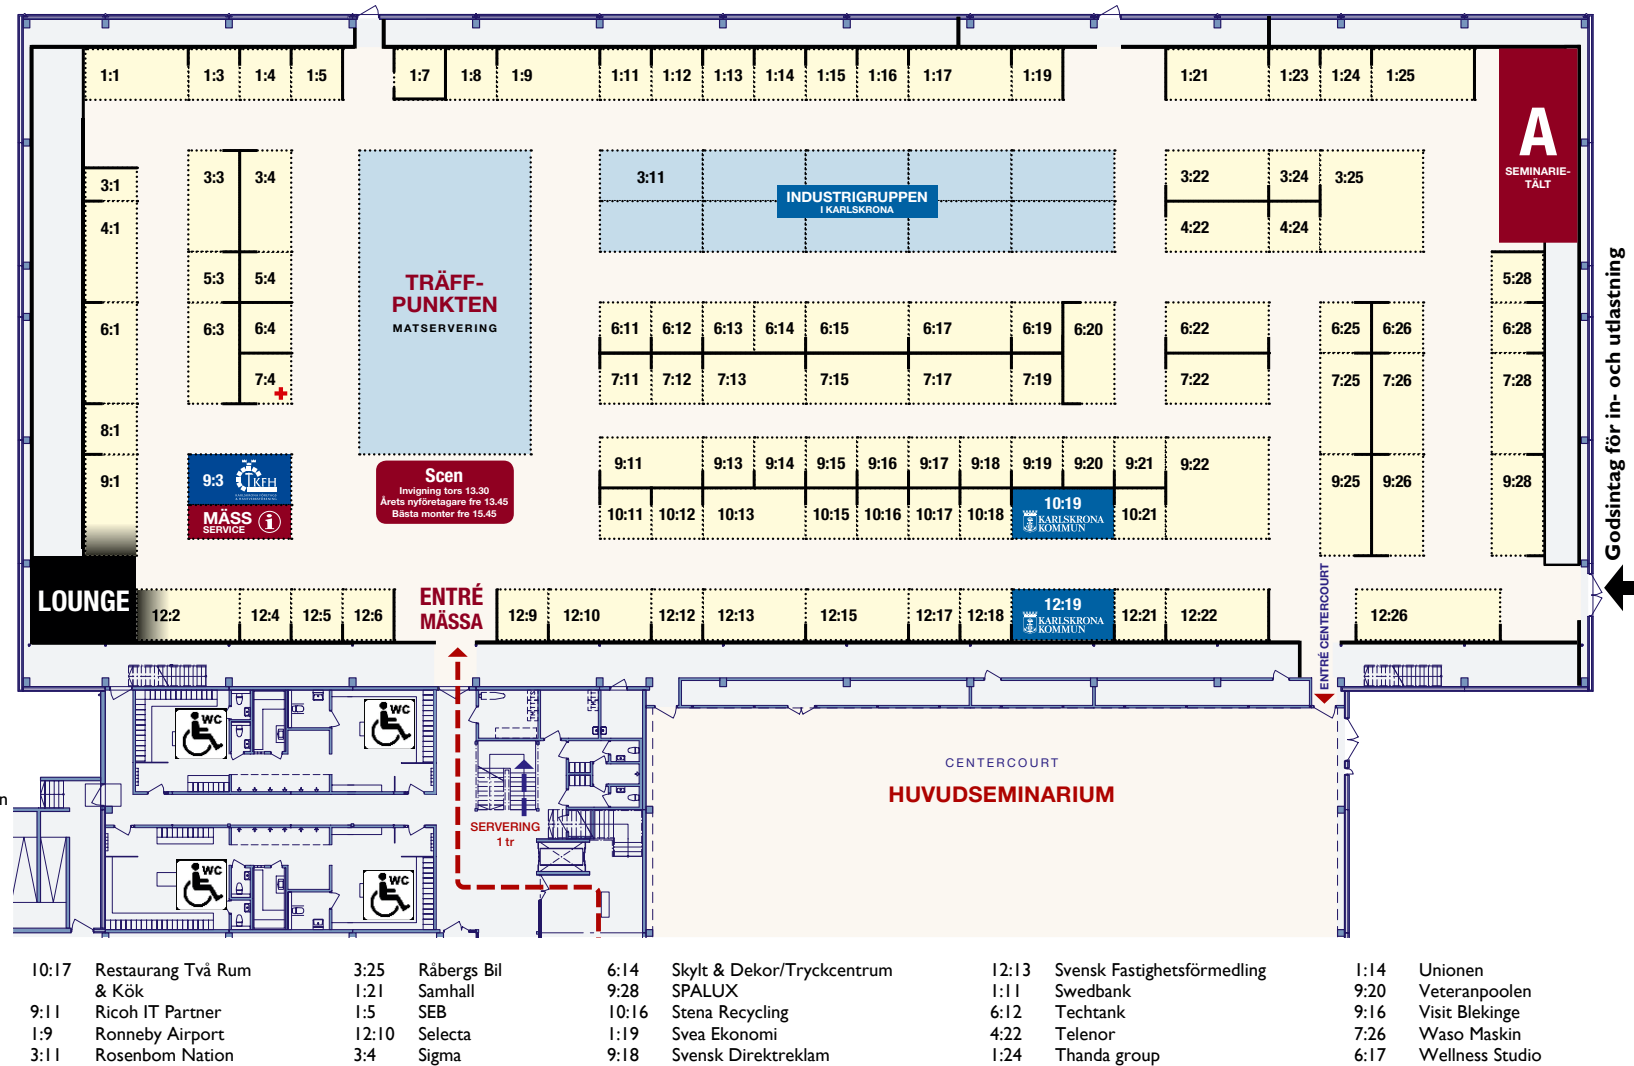 1:1 1:3 1:4 1:5 1:7 1:8 1:9 1:11 1:12 1:13 1:14 1:15 1:16 1:17 1:19 1:21 1:23 1:24 1:25
A
SEMINARIE-
TÄLT
3:1 3:3 3:4 3:11 3:22 3:24 3:25
INDUSTRIGRUPPEN
I KARLSKRONA
4:1 4:22 4:24
5:3 5:4 5:28
TRÄFF-
PUNKTEN
MATSERVERING
6:1 6:3 6:4 6:11 6:12 6:13 6:14 6:15 6:17 6:19 6:20 6:22 6:25 6:26 6:28
7:4 7:11 7:12 7:13 7:15 7:17 7:19 7:22 7:25 7:26 7:28
Godsintag för in- och utlastning
8:1
9:1 9:3 TKFH
MÄSS
SERVICE
i
Scen
Invigning tors 13.30
Årets nyföretagare fre 13.45
Bästa monter fre 15.45
9:11 9:13 9:14 9:15 9:16 9:17 9:18 9:19 9:20 9:21 9:22 9:25 9:26 9:28
10:11 10:12 10:13 10:15 10:16 10:17 10:18 10:19 10:21
KARLSKRONA
KOMMUN
LOUNGE
12:2 12:4 12:5 12:6
ENTRÉ
MÄSSA
12:9 12:10 12:12 12:13 12:15 12:17 12:18 12:19 12:21 12:22 12:26
KARLSKRONA
KOMMUN
ENTRÉ CENTERCOURT
WC
WC
CENTERCOURT
HUVUDSEMINARIUM
n
SERVERING
1 tr
WC
WC
10:17 Restaurang Två Rum
& Kök
9:11 Ricoh IT Partner
1:9 Ronneby Airport
3:11 Rosenbom Nation
3:25 Råbergs Bil
1:21 Samhall
1:5 SEB
12:10 Selecta
3:4 Sigma
6:14 Skylt & Dekor/Tryckcentrum
9:28 SPALUX
10:16 Stena Recycling
1:19 Svea Ekonomi
9:18 Svensk Direktreklam
12:13 Svensk Fastighetsförmedling
1:11 Swedbank
6:12 Techtank
4:22 Telenor
1:24 Thanda group
1:14 Unionen
9:20 Veteranpoolen
9:16 Visit Blekinge
7:26 Waso Maskin
6:17 Wellness Studio